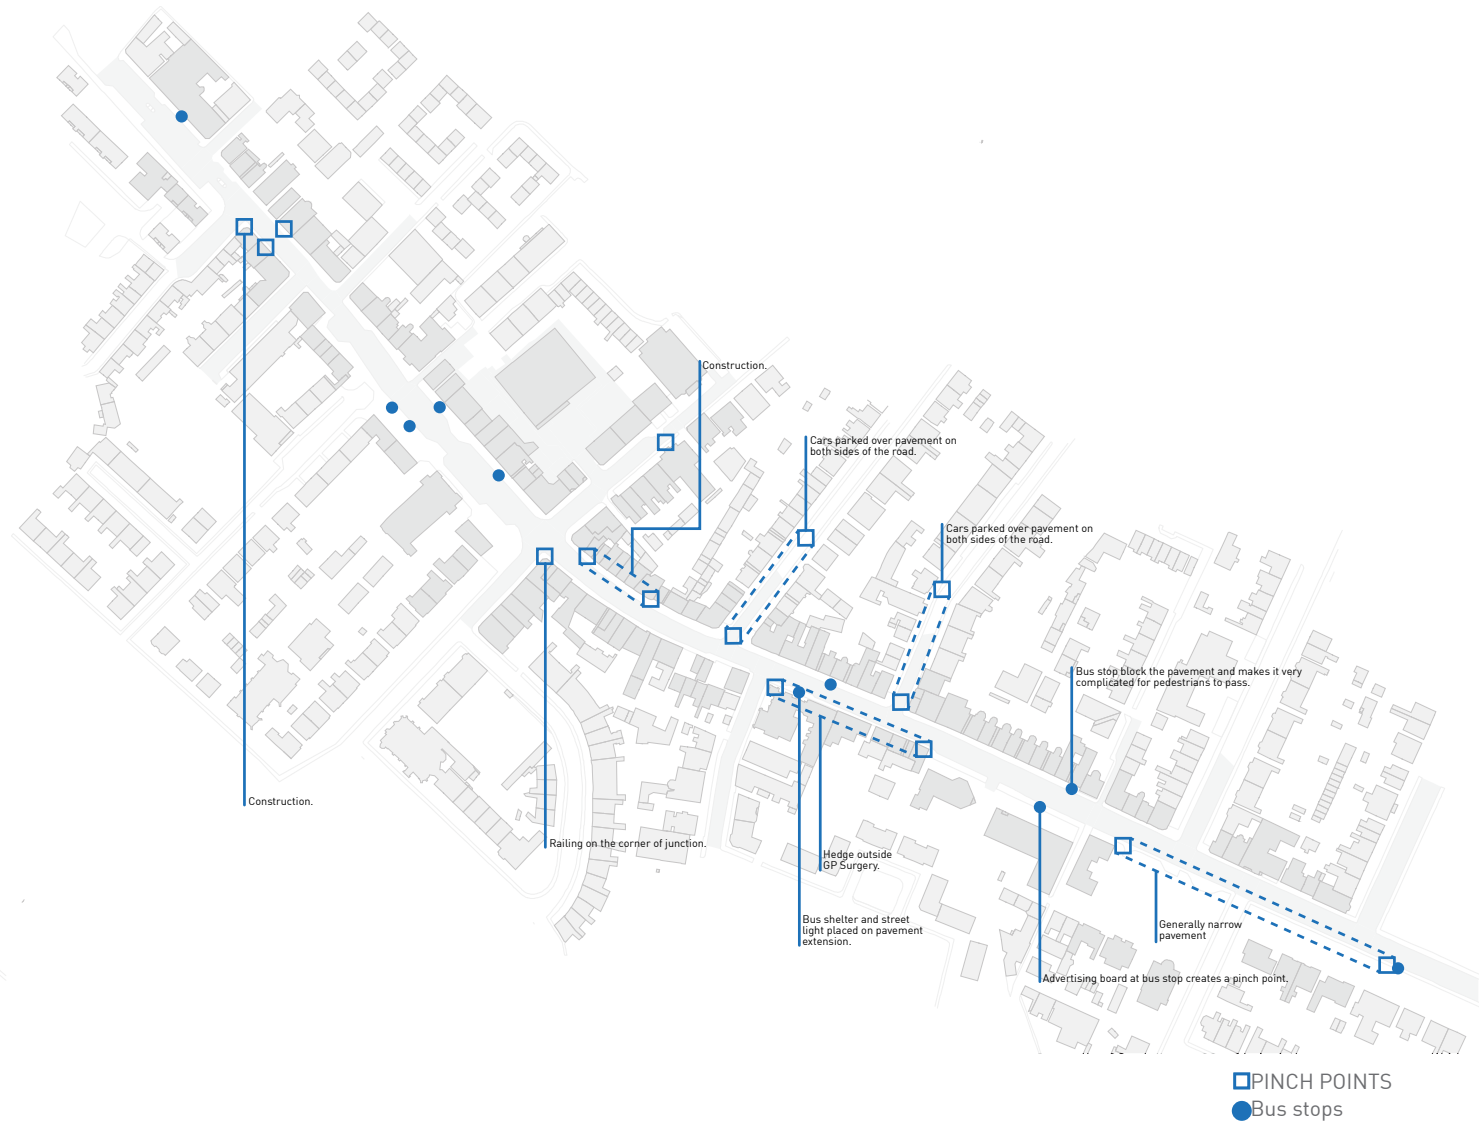 Construction.
Cars parked over pavement on
both sides of the road.
Cars parked over pavement on
both sides of the road.
Bus stop block the pavement and makes it very
complicated for pedestrians to pass.
Construction.
Railing on the corner of junction.
Hedge outside
GP Surgery.
Bus shelter and street
light placed on pavement
extension.
Generally narrow
pavement
Advertising board at bus stop creates a pinch point.
PINCH POINTS
Bus stops